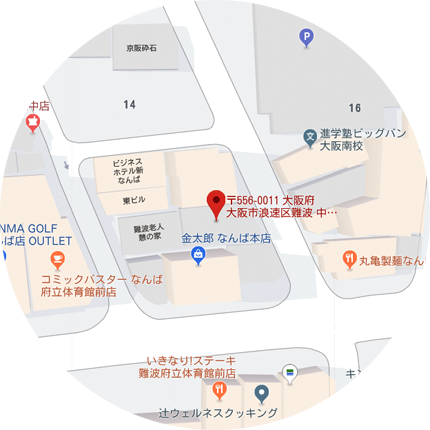 京阪砕石
中店
14
16
進学塾ビッグバン
大阪南校
ビジネス
ホテル新
なんば
東ビル
〒556-0011 大阪府
大阪市浪速区難波 中…
難波老人
憩の家
NMA GOLF
ば店 OUTLET
金太郎 なんば本店
コミックバスター なんば
府立体育館前店
丸亀製麺なん
いきなり!ステーキ
難波府立体育館前店
キン
辻ウェルネスクッキング
P
文